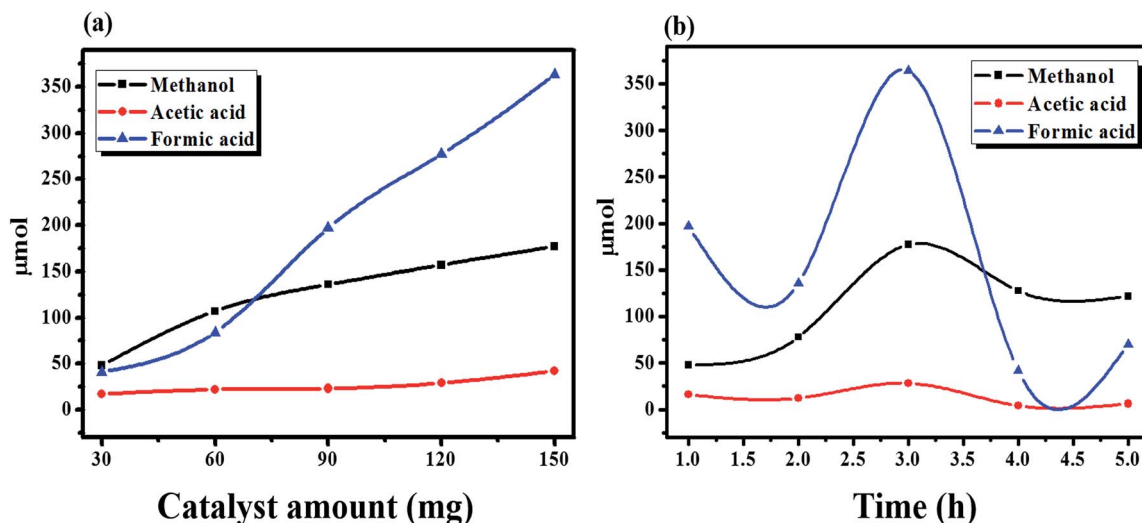 (a)
Methanol
Acetic acid
Formic acid
350
300
250
200
150
100
50
0
μmol
30 60 90 120 150
Catalyst amount (mg)
(b)
Methanol
Acetic acid
Formic acid
350
300
250
200
150
100
50
0
μmol
1.0 1.5 2.0 2.5 3.0 3.5 4.0 4.5 5.0
Time (h)